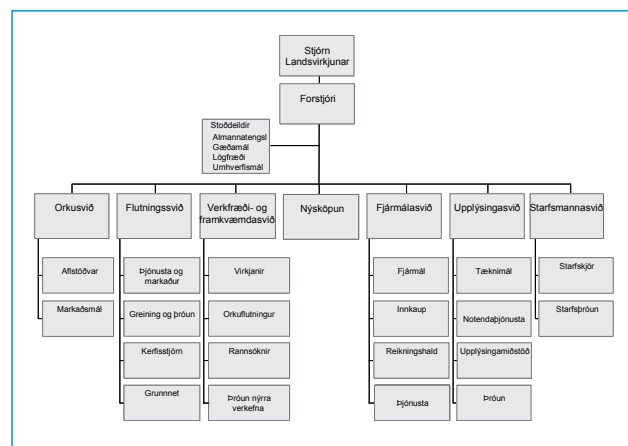 Stjórn
Landsvirkjunar
Forstjóri
Stoðdeildir
Almannatengsl
Gæðamál
Lögfræði
Umhverfismál
Orkusvið
Flutningssvið
Verkfræði- og
framkvæmdasvið
Nýsköpun
Fjármálasvið
Upplýsingasvið
Starfsmannasvið
Aflstöðvar
Markaðsmál
Þjónusta og
markaður
Greining og þróun
Kerfisstjórn
Grunnnet
Virkjanir
Orkuflutningur
Rannsóknir
Þróun nýrra
verkefna
Fjármál
Innkaup
Reikningshald
Þjónusta
Tæknimál
Notendaþjónusta
Upplýsingamiðstöð
Þróun
Starfskjör
Starfsþróun